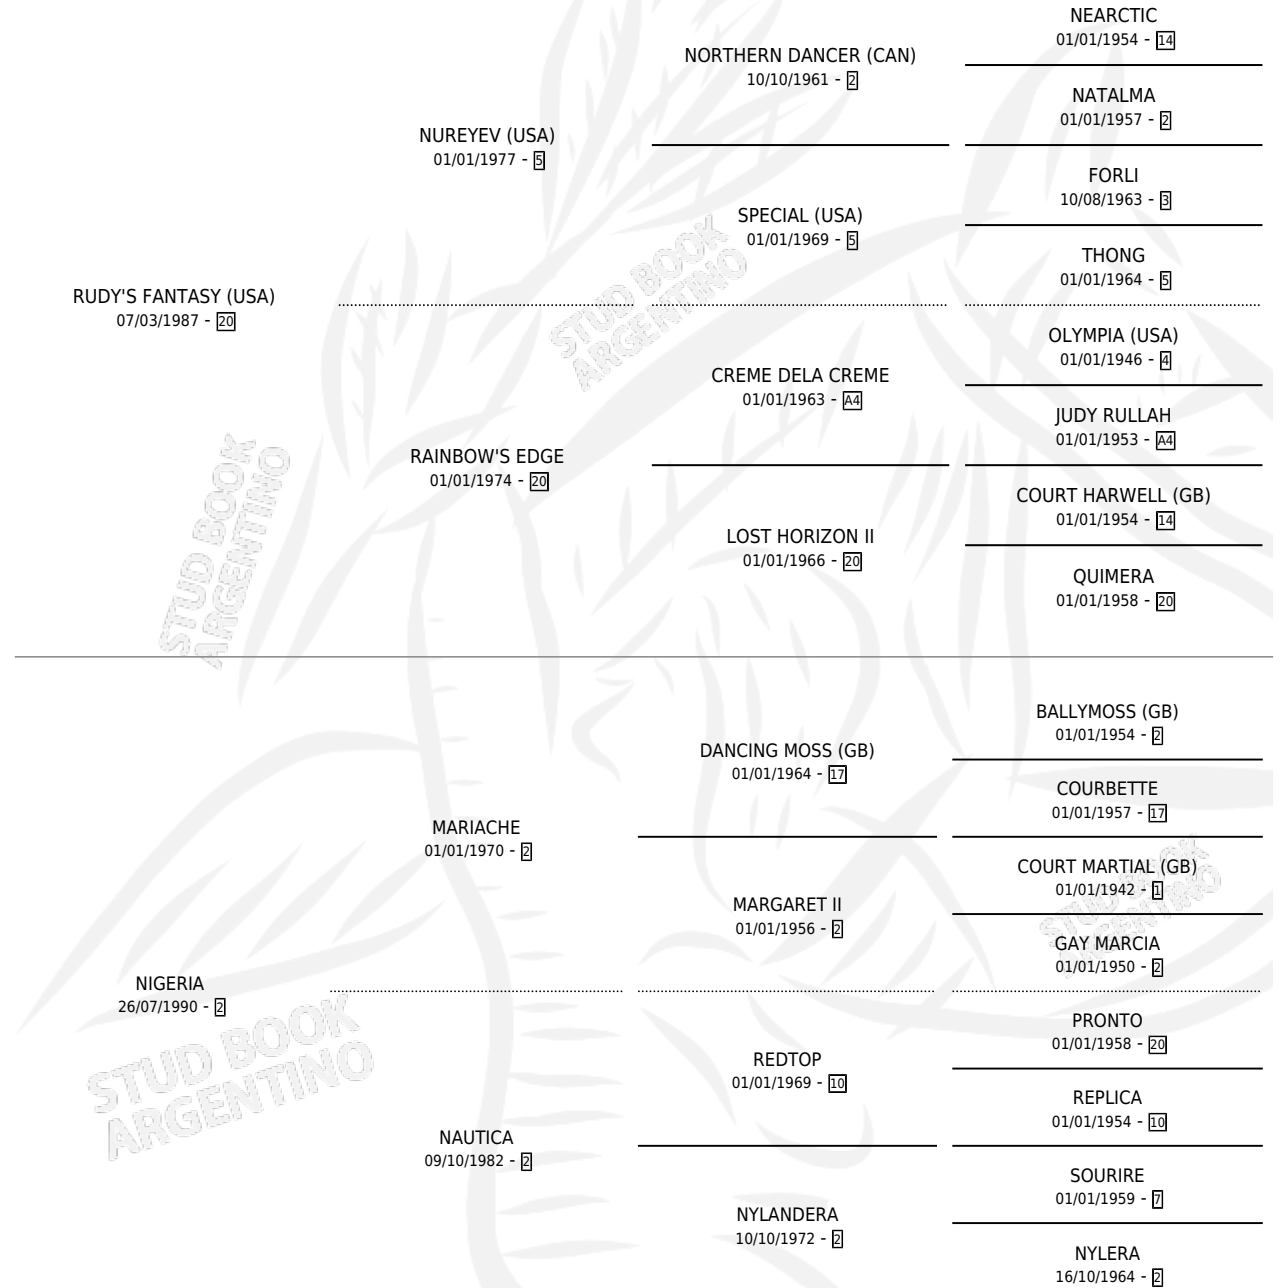 NEARCTIC
01/01/1954 - 14
NORTHERN DANCER (CAN)
10/10/1961 - 2
NATALMA
01/01/1957 - 2
NUREYEV (USA)
01/01/1977 - 5
FORLI
10/08/1963 - 3
SPECIAL (USA)
01/01/1969 - 5
THONG
01/01/1964 - 5
RUDY'S FANTASY (USA)
07/03/1987 - 20
OLYMPIA (USA)
01/01/1946 - 4
CREME DELA CREME
01/01/1963 - A4
JUDY RULLAH
01/01/1953 - A4
RAINBOW'S EDGE
01/01/1974 - 20
COURT HARWELL (GB)
01/01/1954 - 14
LOST HORIZON II
01/01/1966 - 20
QUIMERA
01/01/1958 - 20
BALLYMOSS (GB)
01/01/1954 - 2
DANCING MOSS (GB)
01/01/1964 - 17
COURBETTE
01/01/1957 - 17
MARIACHE
01/01/1970 - 2
COURT MARTIAL (GB)
01/01/1942 - 1
MARGARET II
01/01/1956 - 2
GAY MARCIA
01/01/1950 - 2
NIGERIA
26/07/1990 - 2
PRONTO
01/01/1958 - 20
REDTOP
01/01/1969 - 10
REPLICA
01/01/1954 - 10
NAUTICA
09/10/1982 - 2
SOURIRE
01/01/1959 - 7
NYLANDERA
10/10/1972 - 2
NYLERA
16/10/1964 - 2
STUD BOOK
ARGENTINO
STUD BOOK
ARGENTINO
STUD BOOK
ARGENTINO
STUD BOOK
ARGENTINO